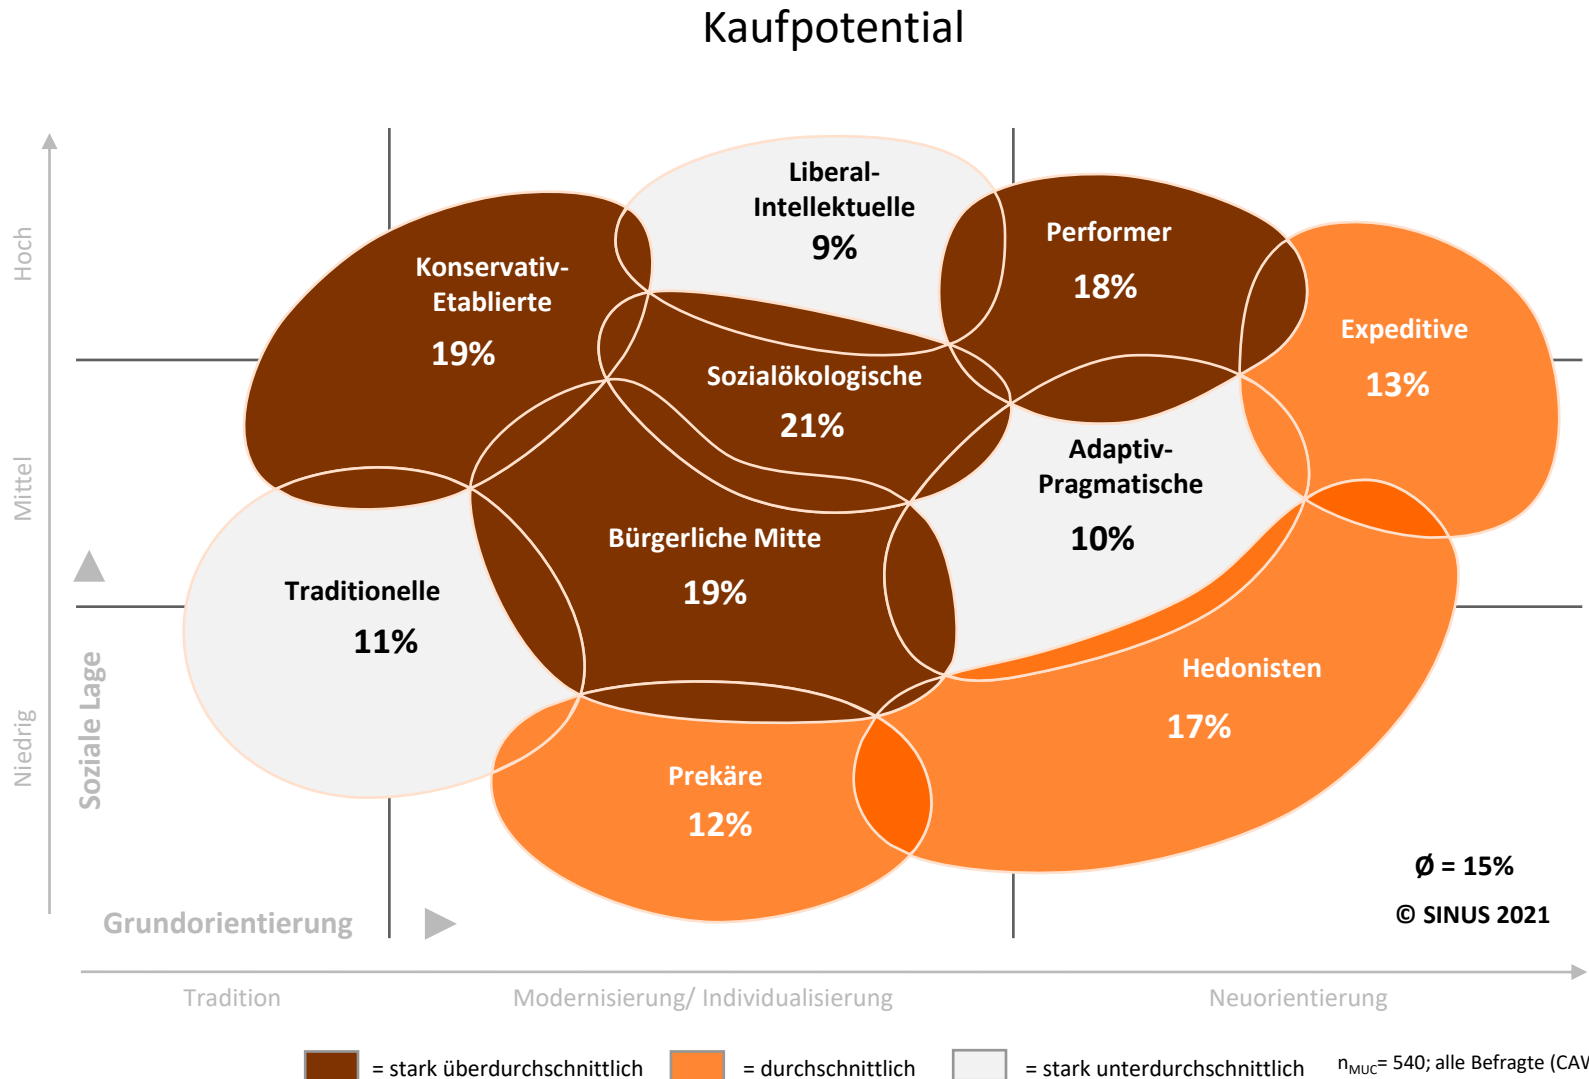 Kaufpotential
Hoch
Mittel
Niedrig
Soziale Lage
Liberal-
Intellektuelle
9%
Performer
18%
Konservativ-
Etablierte
19%
Expeditive
13%
Sozialökologische
21%
Adaptiv-
Pragmatische
10%
Bürgerliche Mitte
19%
Traditionelle
11%
Hedonisten
17%
Prekäre
12%
Ø = 15%
© SINUS 2021
Grundorientierung
Tradition
Modernisierung/ Individualisierung
Neuorientierung
= stark überdurchschnittlich
= durchschnittlich
= stark unterdurchschnittlich
nMUC= 540; alle Befragte